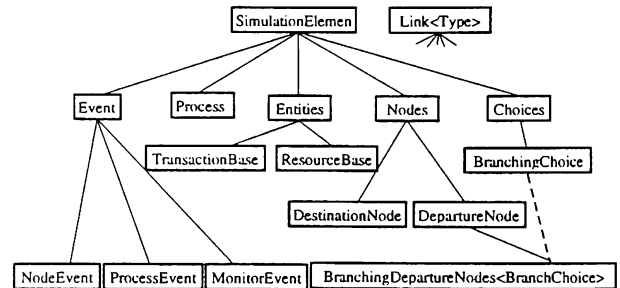 SimulationElemen
Link<Type>
Event
Process
Entities
Nodes
Choices
TransactionBase
ResourceBase
BranchingChoice
DestinationNode
DepartureNode
NodeEvent
ProcessEvent
MonitorEvent
BranchingDepartureNodes<BranchChoice>